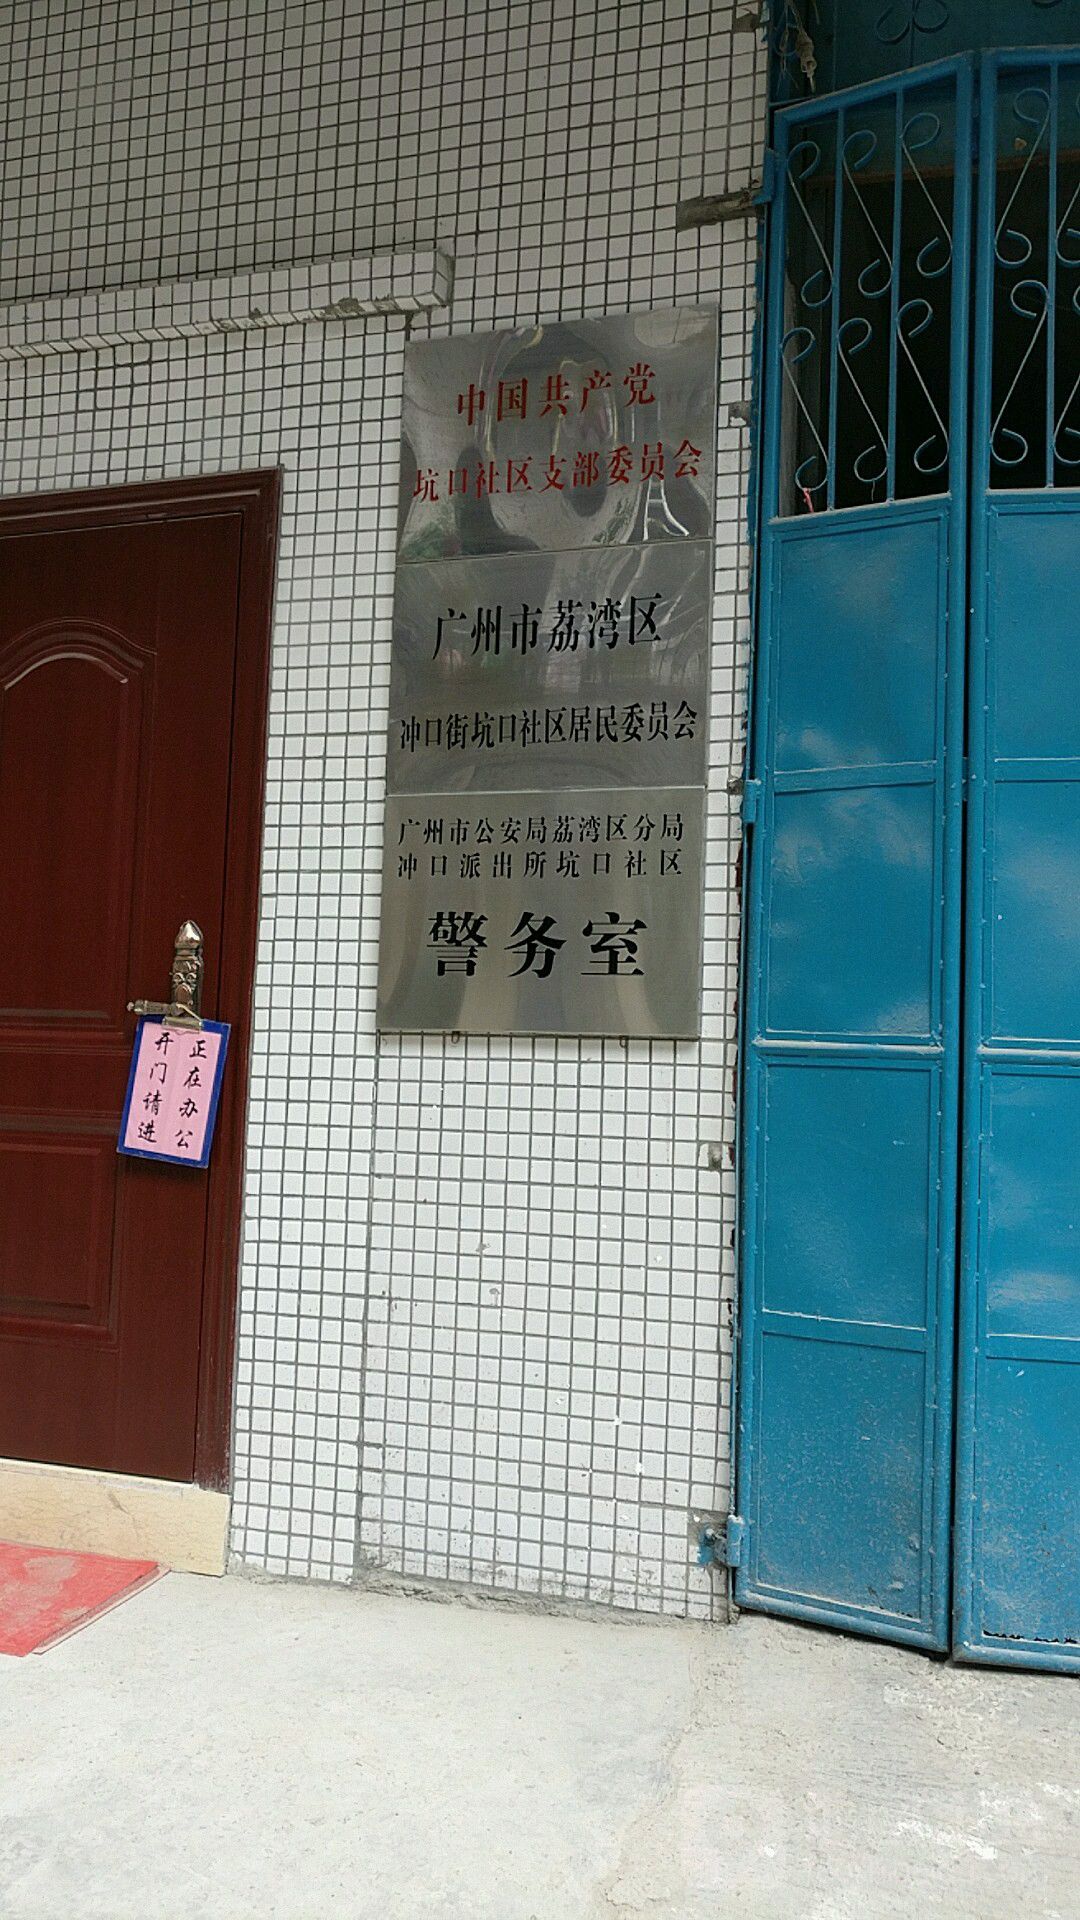 中国共产党
坑口社区支部委员会
广州市荔湾区
冲口街坑口社区居民委员会
广州市公安局荔湾区分局
冲口派出所坑口社区
警务室
正在办公
开门请进